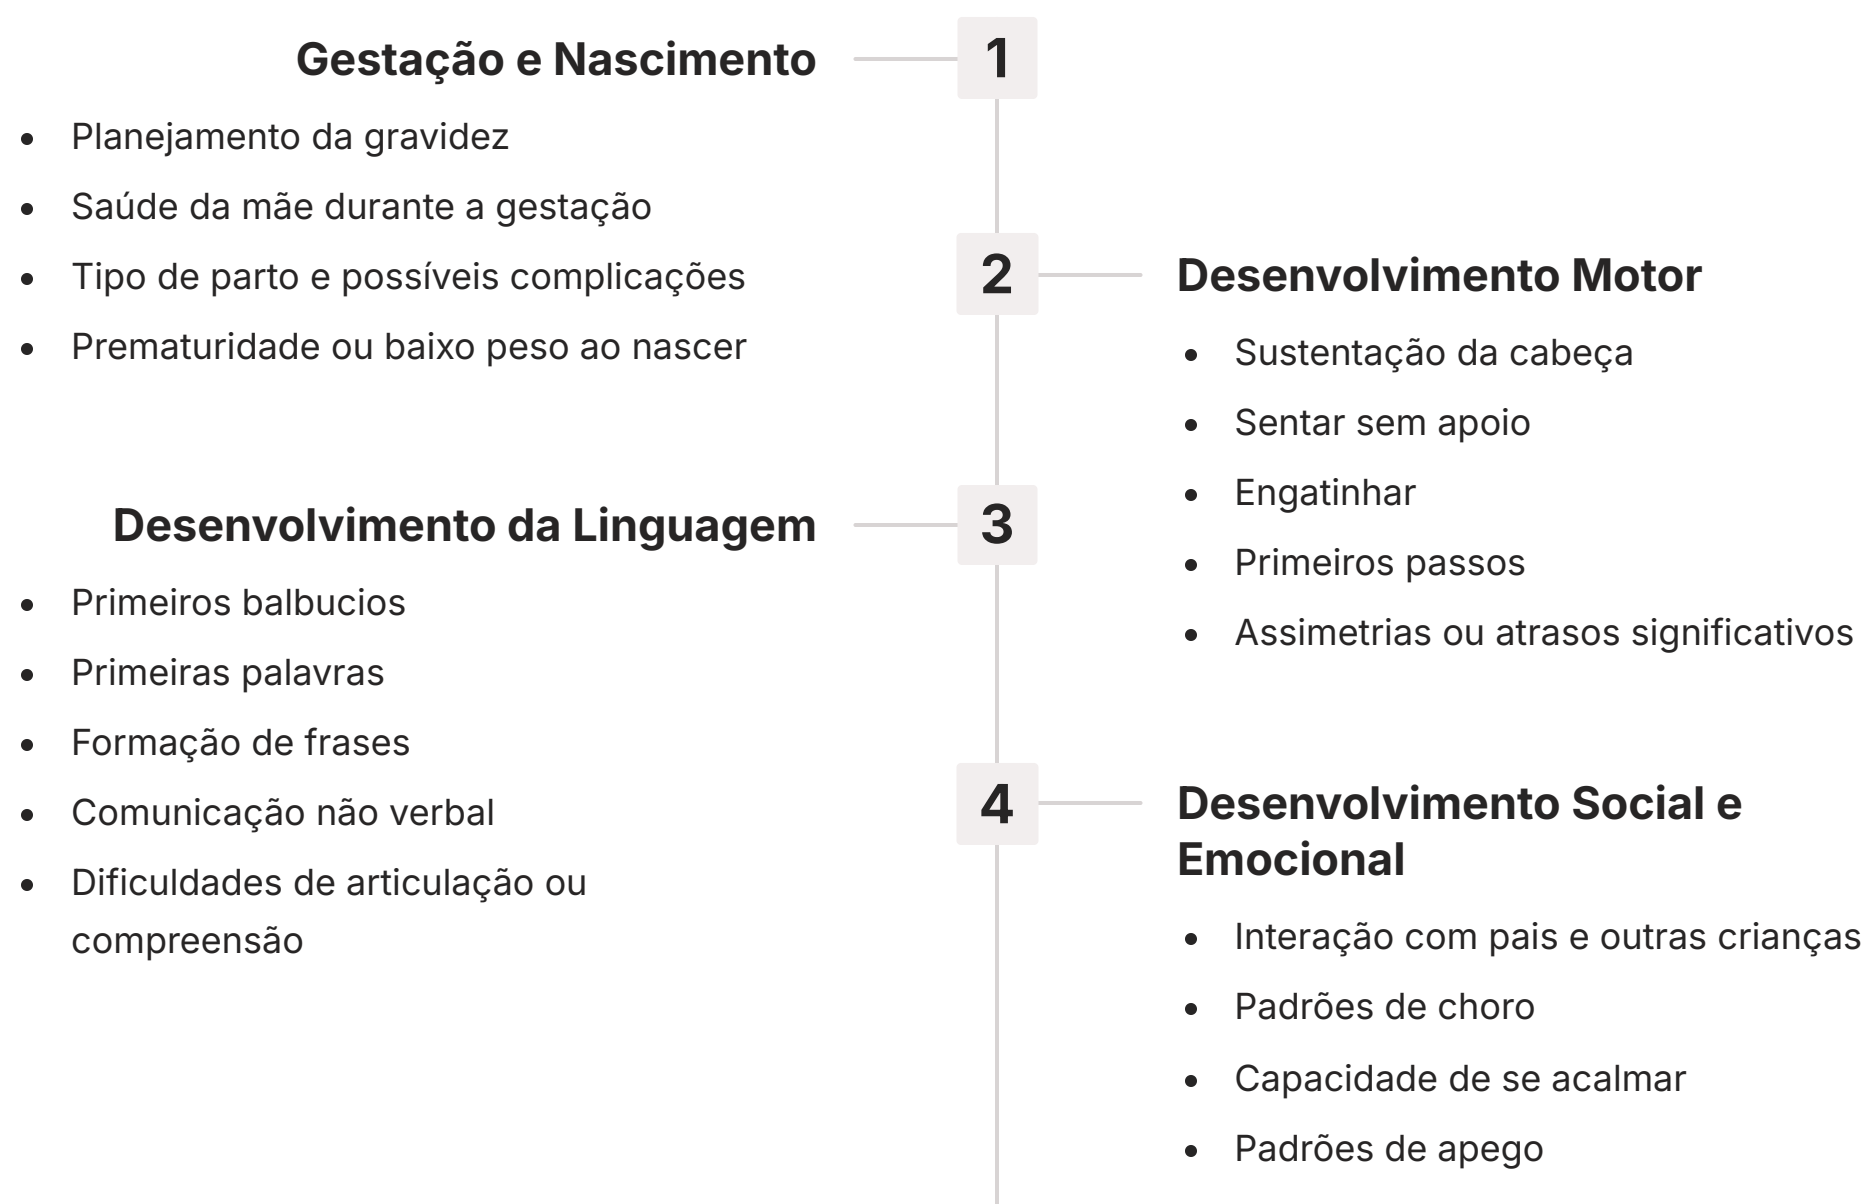 1
Gestação e Nascimento
• Planejamento da gravidez
• Saúde da mãe durante a gestação
• Tipo de parto e possíveis complicações
• Prematuridade ou baixo peso ao nascer
2
Desenvolvimento Motor
• Sustentação da cabeça
• Sentar sem apoio
• Engatinhar
• Primeiros passos
• Assimetrias ou atrasos significativos
3
Desenvolvimento da Linguagem
• Primeiros balbucios
• Primeiras palavras
• Formação de frases
• Comunicação não verbal
• Dificuldades de articulação ou
compreensão
4
Desenvolvimento Social e
Emocional
• Interação com pais e outras crianças
• Padrões de choro
• Capacidade de se acalmar
• Padrões de apego